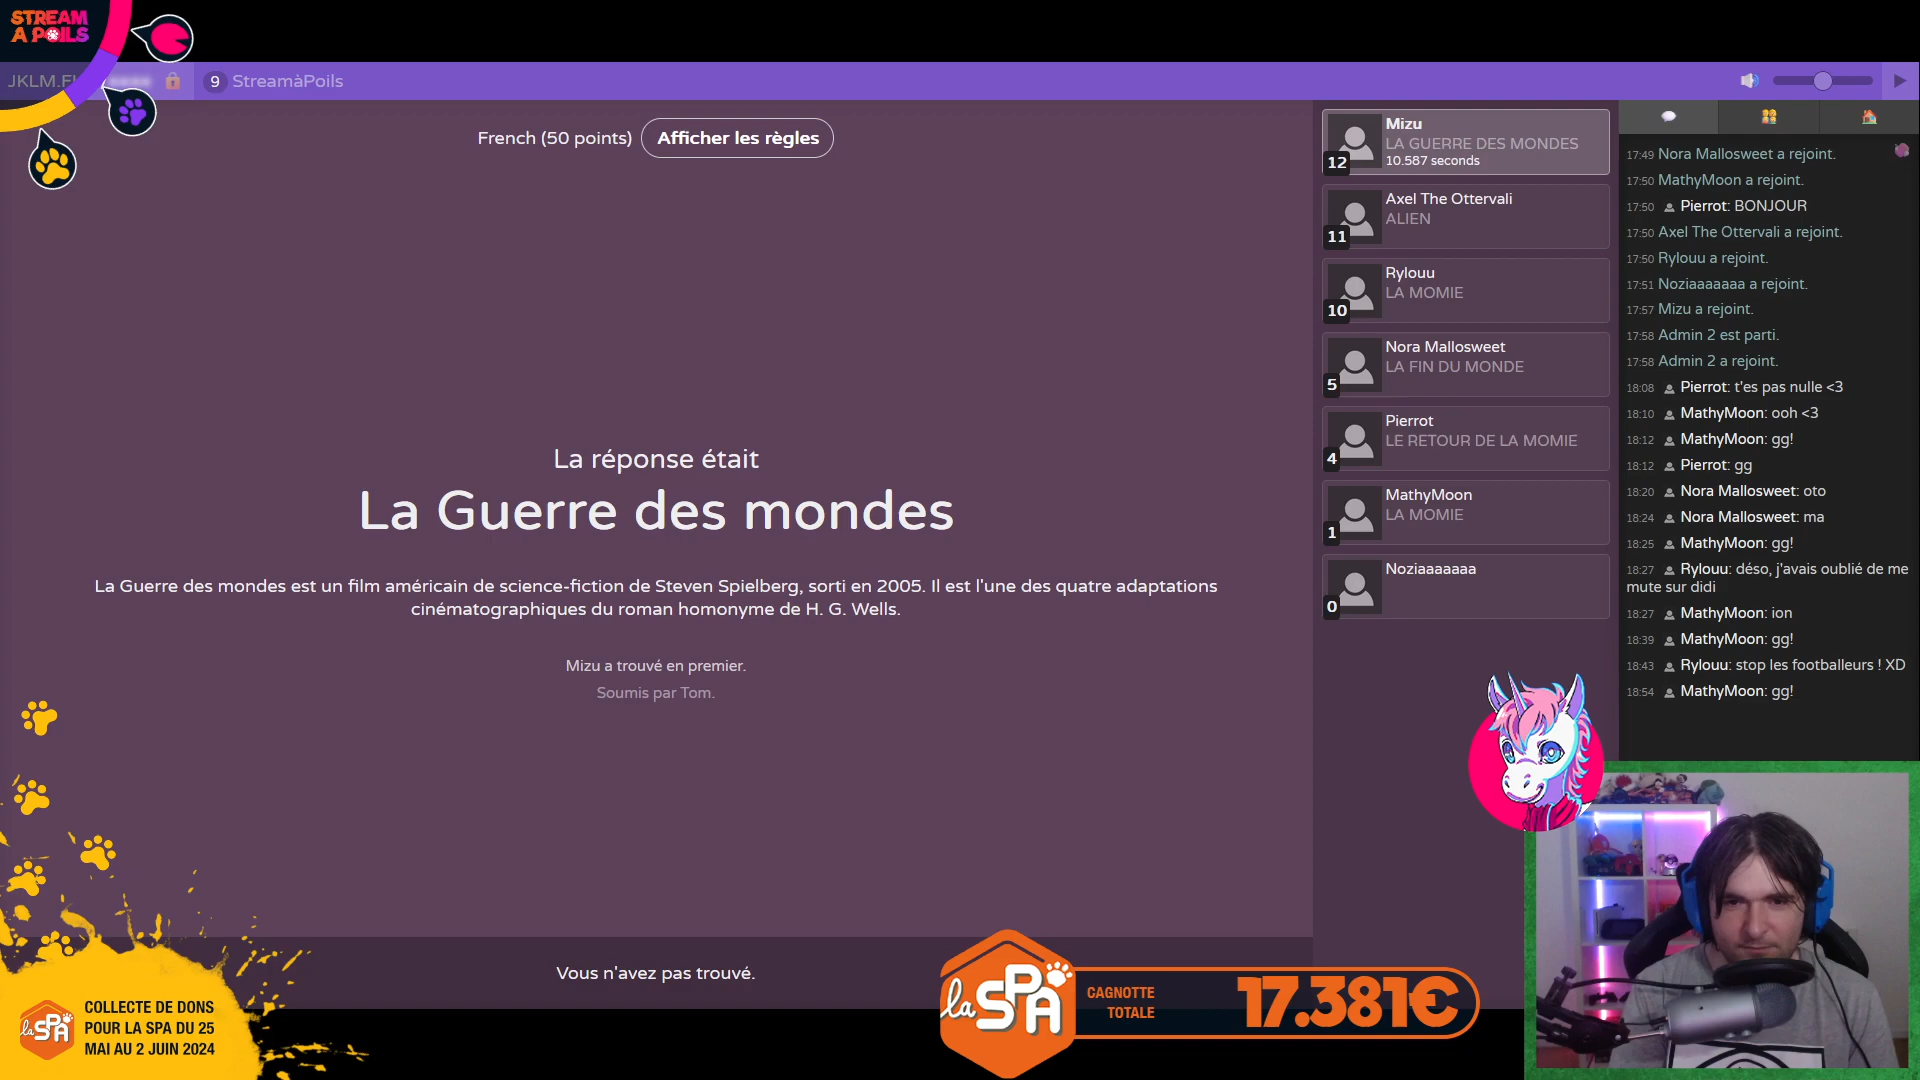 STREAM
A POILS
JKLM.F
9 StreamàPoils
French (50 points) Afficher les règles
La réponse était
La Guerre des mondes
La Guerre des mondes est un film américain de science-fiction de Steven Spielberg, sorti en 2005. Il est l'une des quatre adaptations
cinématographiques du roman homonyme de H. G. Wells.
Mizu a trouvé en premier.
Soumis par Tom.
Vous n'avez pas trouvé.
Mizu
LA GUERRE DES MONDES
10.587 seconds
12
Axel The Ottervali
ALIEN
11
Rylouu
LA MOMIE
10
Nora Mallosweet
LA FIN DU MONDE
5
Pierrot
LE RETOUR DE LA MOMIE
4
MathyMoon
LA MOMIE
1
Noziaaaaaaa
0
17:49 Nora Mallosweet a rejoint.
17:50 MathyMoon a rejoint.
17:50 Pierrot: BONJOUR
17:50 Axel The Ottervali a rejoint.
17:50 Rylouu a rejoint.
17:51 Noziaaaaaaa a rejoint.
17:57 Mizu a rejoint.
17:58 Admin 2 est parti.
17:58 Admin 2 a rejoint.
18:08 Pierrot: t'es pas nulle <3
18:10 MathyMoon: ooh <3
18:12 MathyMoon: gg!
18:12 Pierrot: gg
18:20 Nora Mallosweet: oto
18:24 Nora Mallosweet: ma
18:25 MathyMoon: gg!
18:27 Rylouu: déso, j'avais oublié de me
mute sur didi
18:27 MathyMoon: ion
18:39 MathyMoon: gg!
18:43 Rylouu: stop les footballeurs ! XD
18:54 MathyMoon: gg!
la SPA
COLLECTE DE DONS
POUR LA SPA DU 25
MAI AU 2 JUIN 2024
la SPA
CAGNOTTE
TOTALE
17.381€